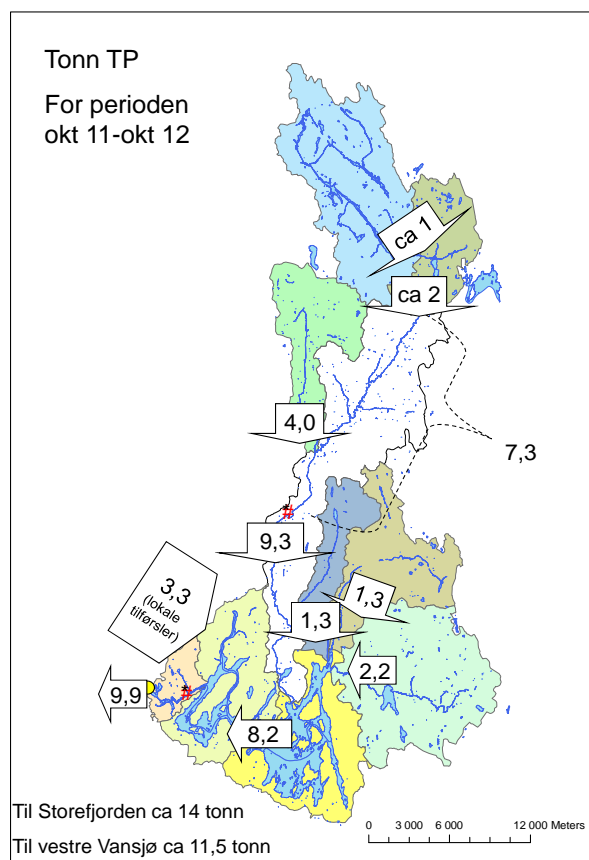 Tonn TP
For perioden
okt 11-okt 12
ca 1
ca 2
4,0
7,3
9,3
3,3
(lokale
tilførsler)
1,3
1,3
2,2
9,9
8,2
Til Storefjorden ca 14 tonn
Til vestre Vansjø ca 11,5 tonn
0 3 000 6 000 12 000 Meters